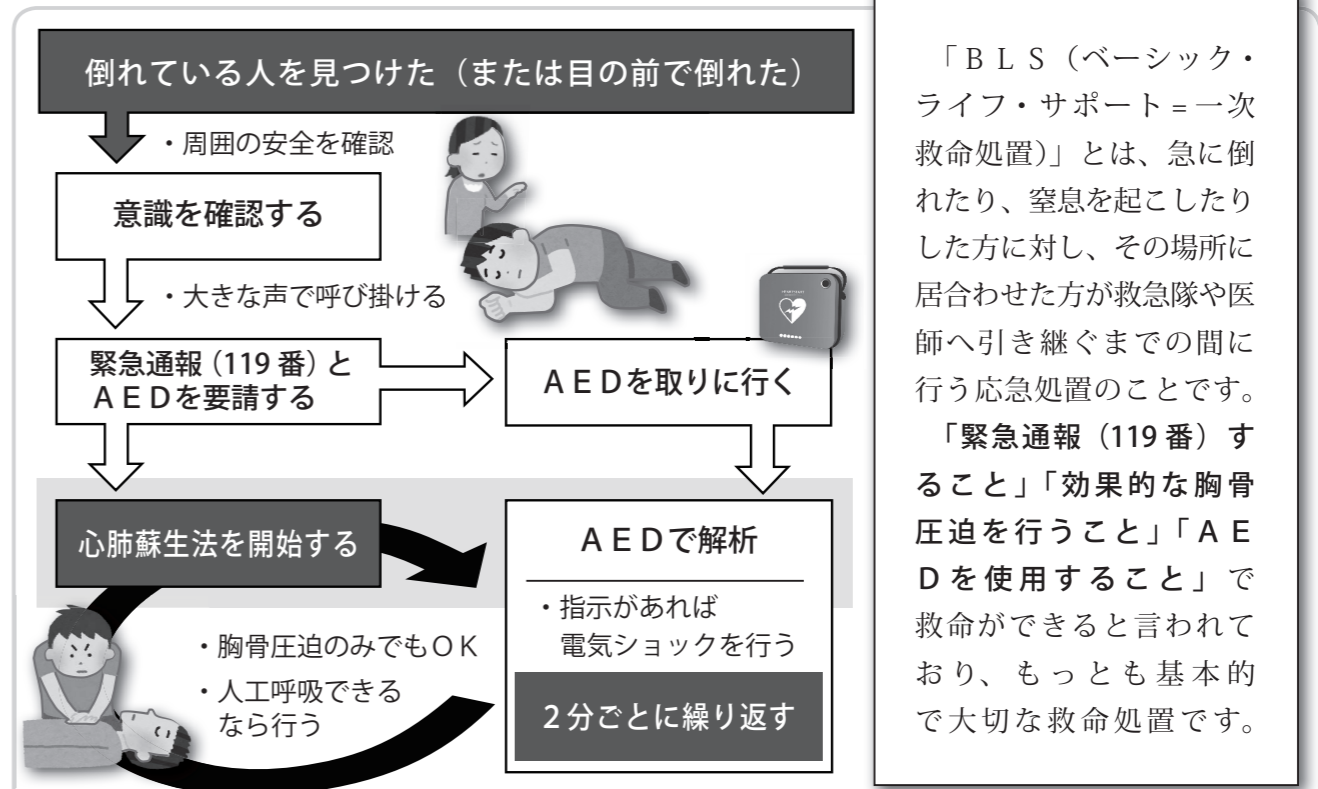 倒れている人を見つけた（または目の前で倒れた）
・周囲の安全を確認
意識を確認する
・大きな声で呼び掛ける
緊急通報（119番）と
ＡＥＤを要請する
ＡＥＤを取りに行く
心肺蘇生法を開始する
・胸骨圧迫のみでもＯＫ
・人工呼吸できる
なら行う
ＡＥＤで解析
・指示があれば
電気ショックを行う
２分ごとに繰り返す
「ＢＬＳ（ベーシック・
ライフ・サポート=一次
救命処置）」とは、急に倒
れたり、窒息を起こしたり
した方に対し、その場所に
居合わせた方が救急隊や医
師へ引き継ぐまでの間に
行う応急処置のことです。
「緊急通報（119番）す
ること」「効果的な胸骨
圧迫を行うこと」「ＡＥ
Ｄを使用すること」で
救命ができると言われて
おり、もっとも基本的
で大切な救命処置です。